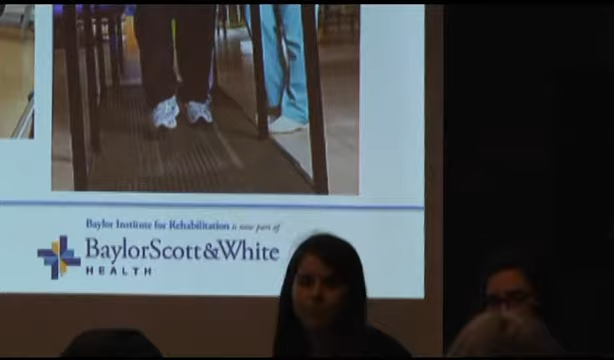 Baylor Institute for Rehabilitation is now part of
BaylorScott&White
HEALTH